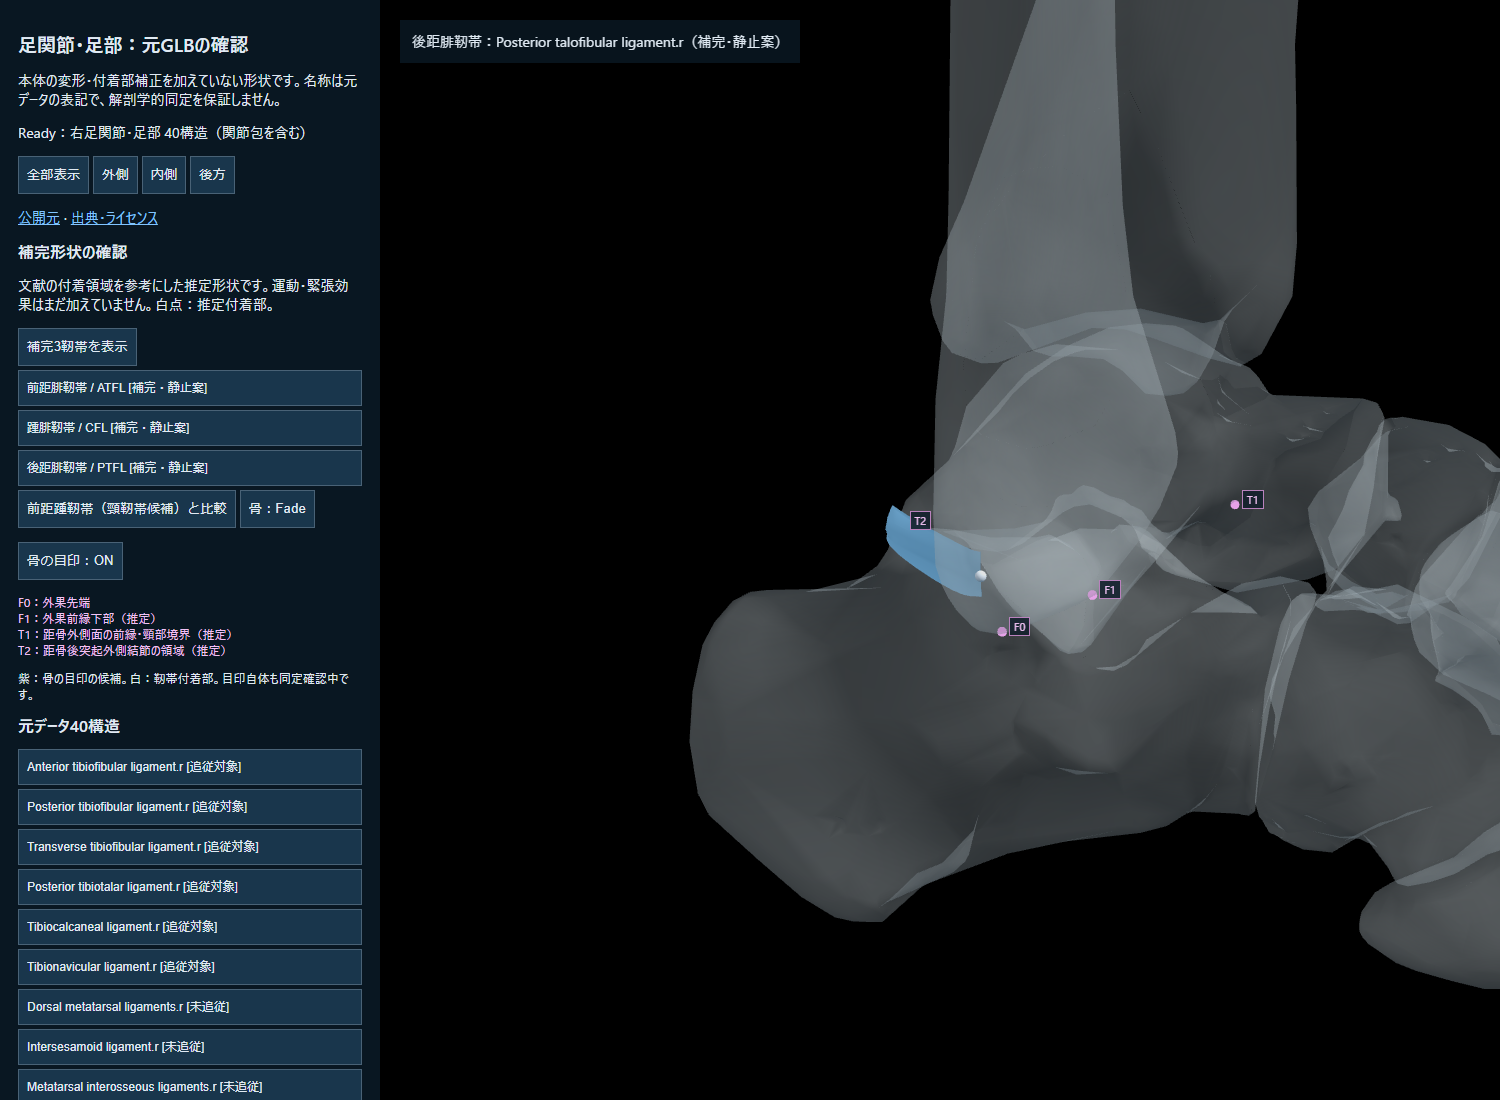 足関節・足部：元GLBの確認
本体の変形・付着部補正を加えていない形状です。名称は元
データの表記で、解剖学的同定を保証しません。
Ready：右足関節・足部 40構造（関節包を含む）
全部表示 外側 内側 後方
公開元 · 出典・ライセンス
補完形状の確認
文献の付着領域を参考にした推定形状です。運動・緊張効
果はまだ加えていません。白点：推定付着部。
補完3靭帯を表示
前距腓靭帯 / ATFL [補完・静止案]
踵腓靭帯 / CFL [補完・静止案]
後距腓靭帯 / PTFL [補完・静止案]
前距踵靭帯（頸靭帯候補）と比較 骨：Fade
骨の目印：ON
F0：外果先端
F1：外果前縁下部（推定）
T1：距骨外側面の前縁・頸部境界（推定）
T2：距骨後突起外側結節の領域（推定）
紫：骨の目印の候補。白：靭帯付着部。目印自体も同定確認中で
す。
元データ40構造
Anterior tibiofibular ligament.r [追従対象]
Posterior tibiofibular ligament.r [追従対象]
Transverse tibiofibular ligament.r [追従対象]
Posterior tibiotalar ligament.r [追従対象]
Tibiocalcaneal ligament.r [追従対象]
Tibionavicular ligament.r [追従対象]
Dorsal metatarsal ligaments.r [未追従]
Intersesamoid ligament.r [未追従]
Metatarsal interosseous ligaments.r [未追従]
後距腓靭帯：Posterior talofibular ligament.r（補完・静止案）
T1
T2
F1
F0